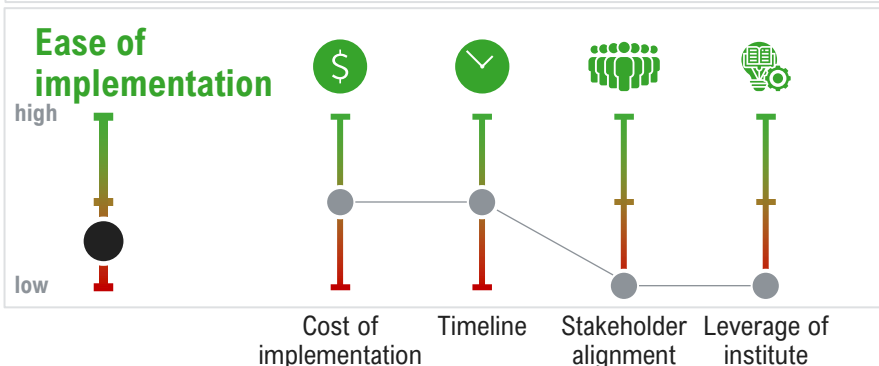 Ease of
implementation
high
$
low
Cost of
implementation
Timeline
Stakeholder
alignment
Leverage of
institute